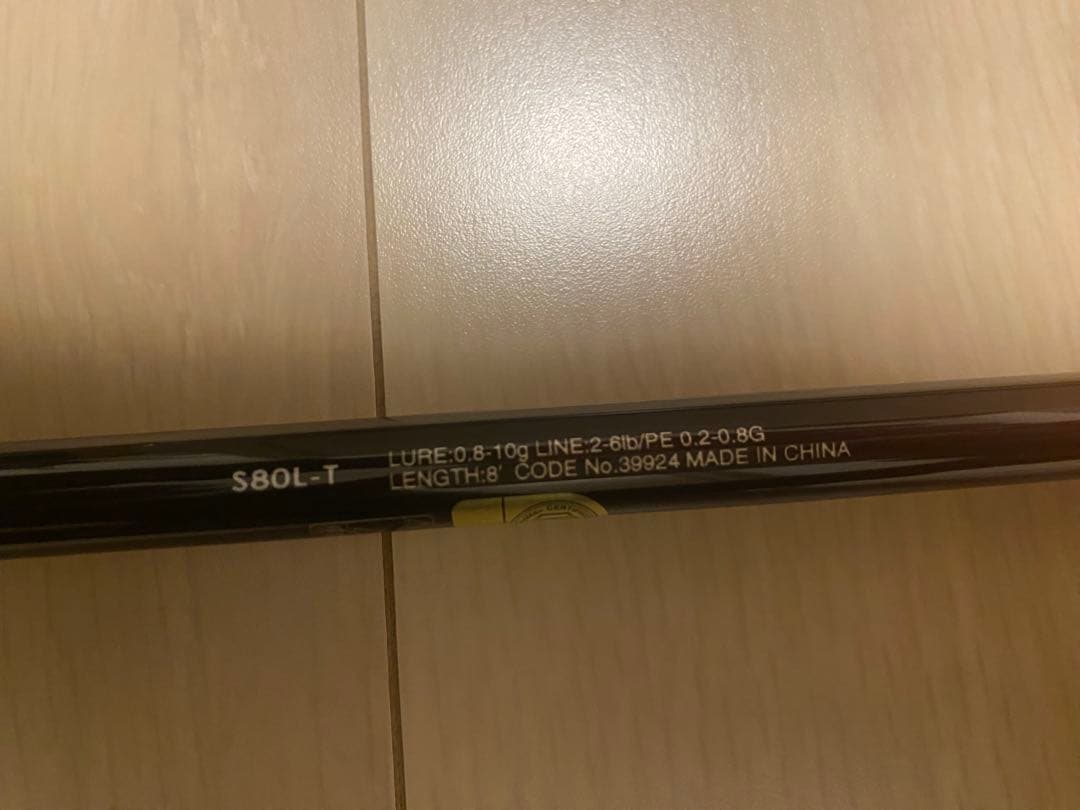 S80L-T
LURE:0.8-10g LINE:2-6lb/PE 0.2-0.8G
LENGTH:8' CODE No.39924 MADE IN CHINA